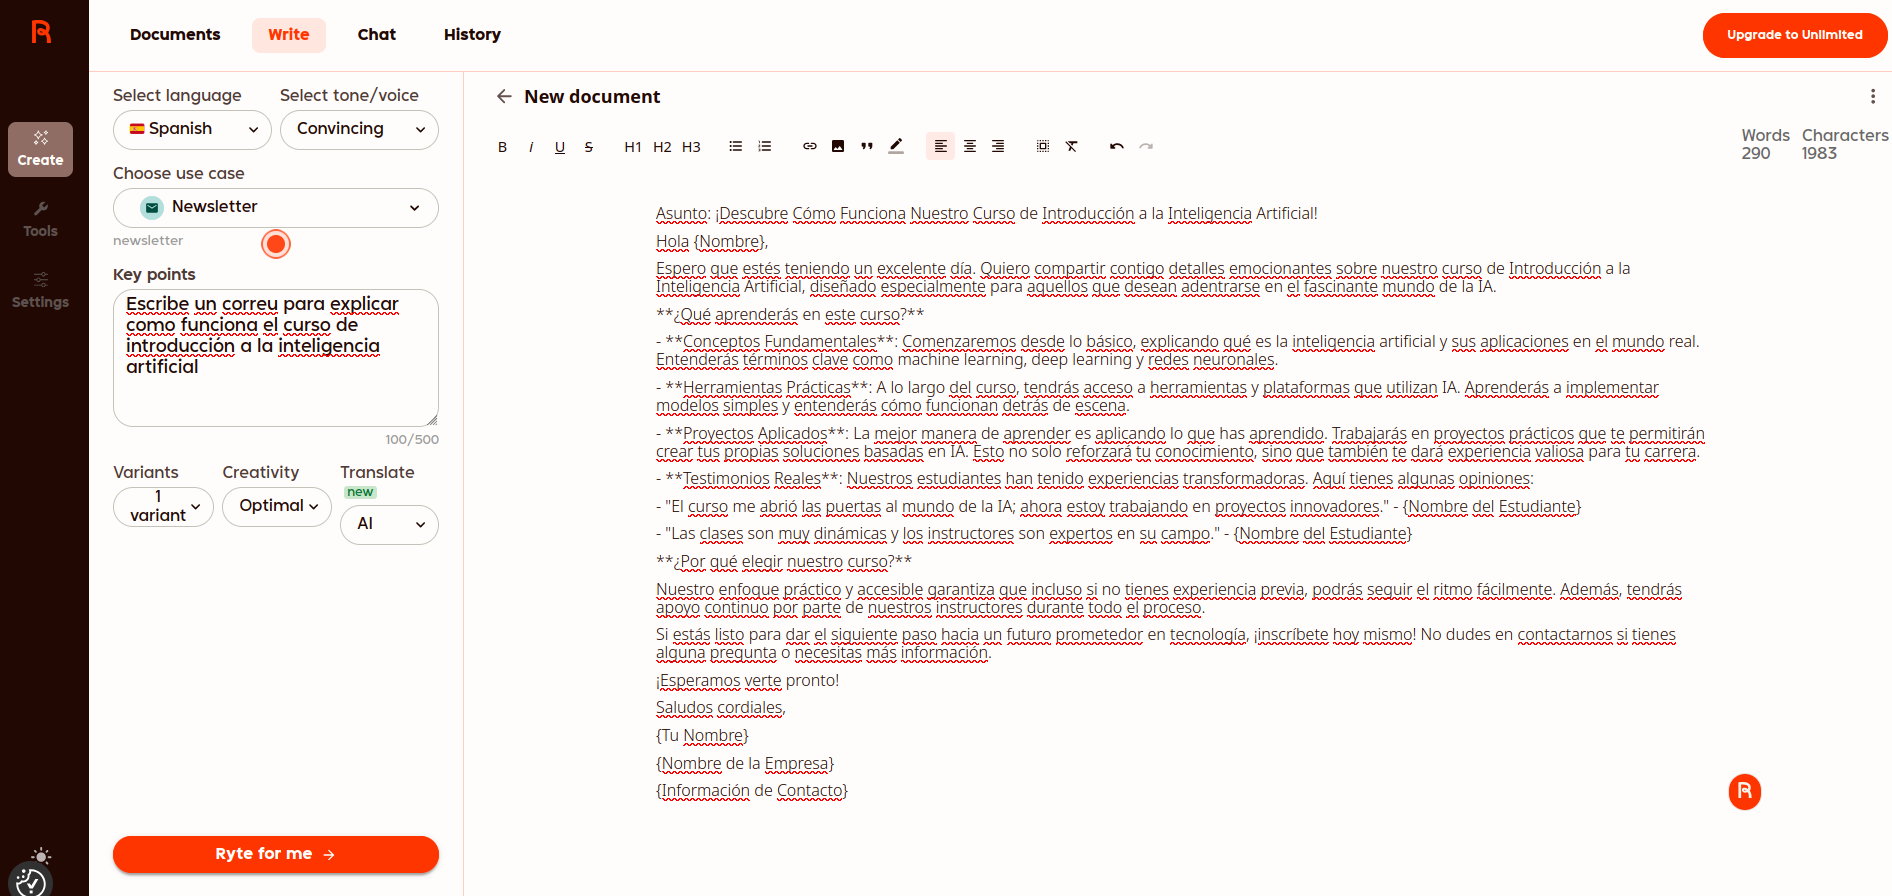 Documents
Write
Chat
History
Upgrade to Unlimited
Create
Tools
Settings
Select language
Select tone/voice
Spanish
Convincing
Choose use case
Newsletter
newsletter
Key points
Escribe un correu para explicar
como funciona el curso de
introducción a la inteligencia
artificial
100/500
Variants
Creativity
Translate
new
1
variant
Optimal
AI
Ryte for me →
← New document
B i U S H1 H2 H3
Words
290
Characters
1983
Asunto: ¡Descubre Cómo Funciona Nuestro Curso de Introducción a la Inteligencia Artificial!
Hola {Nombre},
Espero que estés teniendo un excelente día. Quiero compartir contigo detalles emocionantes sobre nuestro curso de Introducción a la
Inteligencia Artificial, diseñado especialmente para aquellos que desean adentrarse en el fascinante mundo de la IA.
**¿Qué aprenderás en este curso?**
- **Conceptos Fundamentales**: Comenzaremos desde lo básico, explicando qué es la inteligencia artificial y sus aplicaciones en el mundo real.
Entenderás términos clave como machine learning, deep learning y redes neuronales.
- **Herramientas Prácticas**: A lo largo del curso, tendrás acceso a herramientas y plataformas que utilizan IA. Aprenderás a implementar
modelos simples y entenderás cómo funcionan detrás de escena.
- **Proyectos Aplicados**: La mejor manera de aprender es aplicando lo que has aprendido. Trabajarás en proyectos prácticos que te permitirán
crear tus propias soluciones basadas en IA. Esto no solo reforzará tu conocimiento, sino que también te dará experiencia valiosa para tu carrera.
- **Testimonios Reales**: Nuestros estudiantes han tenido experiencias transformadoras. Aquí tienes algunas opiniones:
- "El curso me abrió las puertas al mundo de la IA; ahora estoy trabajando en proyectos innovadores." - {Nombre del Estudiante}
- "Las clases son muy dinámicas y los instructores son expertos en su campo." - {Nombre del Estudiante}
**¿Por qué elegir nuestro curso?**
Nuestro enfoque práctico y accesible garantiza que incluso si no tienes experiencia previa, podrás seguir el ritmo fácilmente. Además, tendrás
apoyo continuo por parte de nuestros instructores durante todo el proceso.
Si estás listo para dar el siguiente paso hacia un futuro prometedor en tecnología, ¡inscríbete hoy mismo! No dudes en contactarnos si tienes
alguna pregunta o necesitas más información.
¡Esperamos verte pronto!
Saludos cordiales,
{Tu Nombre}
{Nombre de la Empresa}
{Información de Contacto}